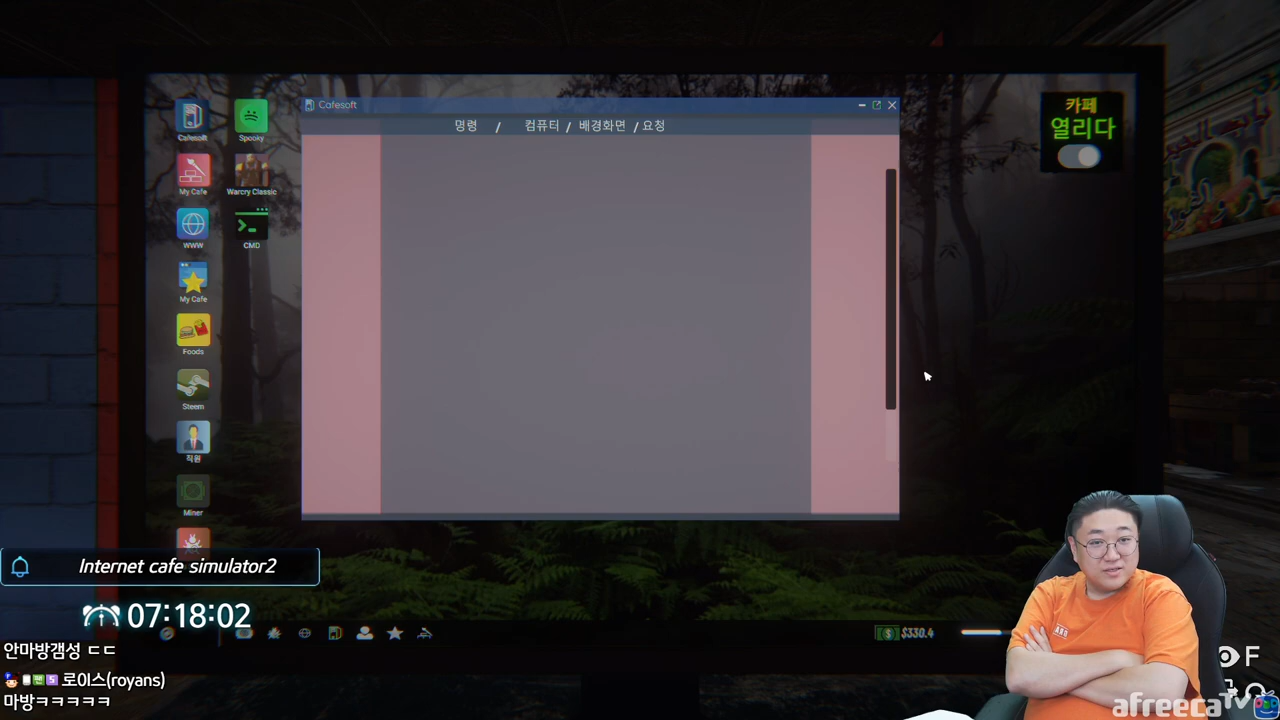 Cafesoft
명령 / 컴퓨터 / 배경화면 / 요청
카페
열리다
Cafesoft
Spooky
My Cafe
Warcry Classic
WWW
CMD
My Cafe
Foods
Steem
직원
Miner
Internet cafe simulator2
07:18:02
$330.4
안마방갬성 ㄷㄷ
로이스(royans)
마방ㅋㅋㅋㅋㅋ
F
afreecaTV